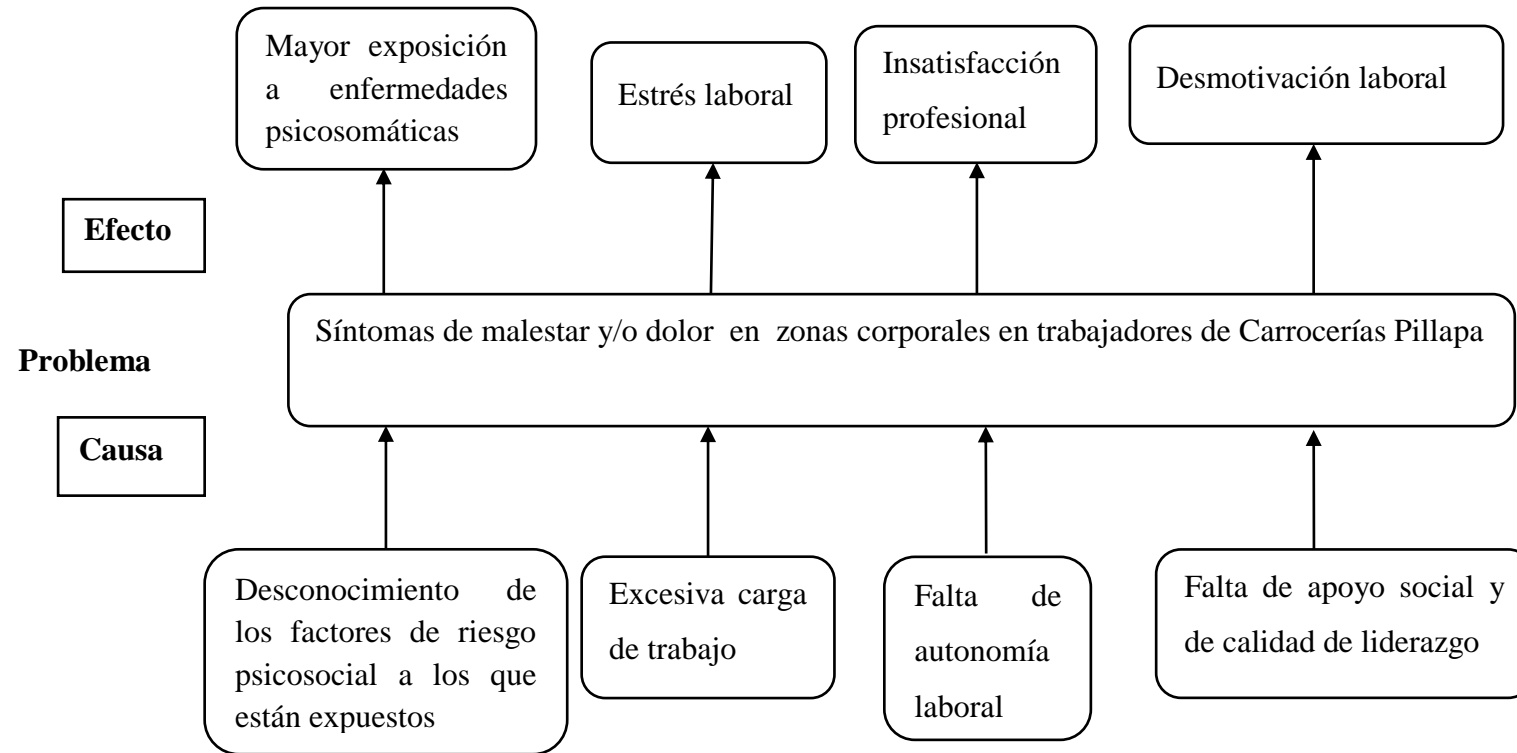 Mayor exposición
a enfermedades
psicosomáticas
Estrés laboral
Insatisfacción
profesional
Desmotivación laboral
Efecto
Síntomas de malestar y/o dolor en zonas corporales en trabajadores de Carrocerías Pillapa
Problema
Causa
Desconocimiento de
los factores de riesgo
psicosocial a los que
están expuestos
Excesiva carga
de trabajo
Falta de
autonomía
laboral
Falta de apoyo social y
de calidad de liderazgo